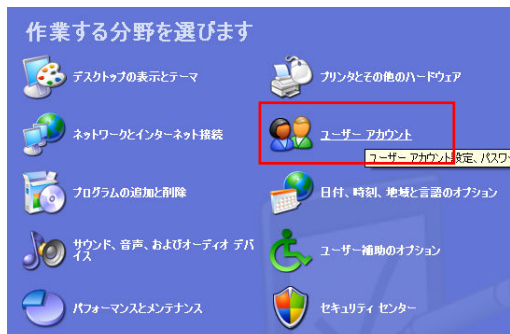 作業する分野を選びます
デスクトップの表示とテーマ
プリンタとその他のハードウェア
ネットワークとインターネット接続
ユーザー アカウント
ユーザー アカウント設定、パスワ
プログラムの追加と削除
日付、時刻、地域と言語のオプション
サウンド、音声、およびオーディオ デバ
イス
ユーザー補助のオプション
パフォーマンスとメンテナンス
セキュリティ センター